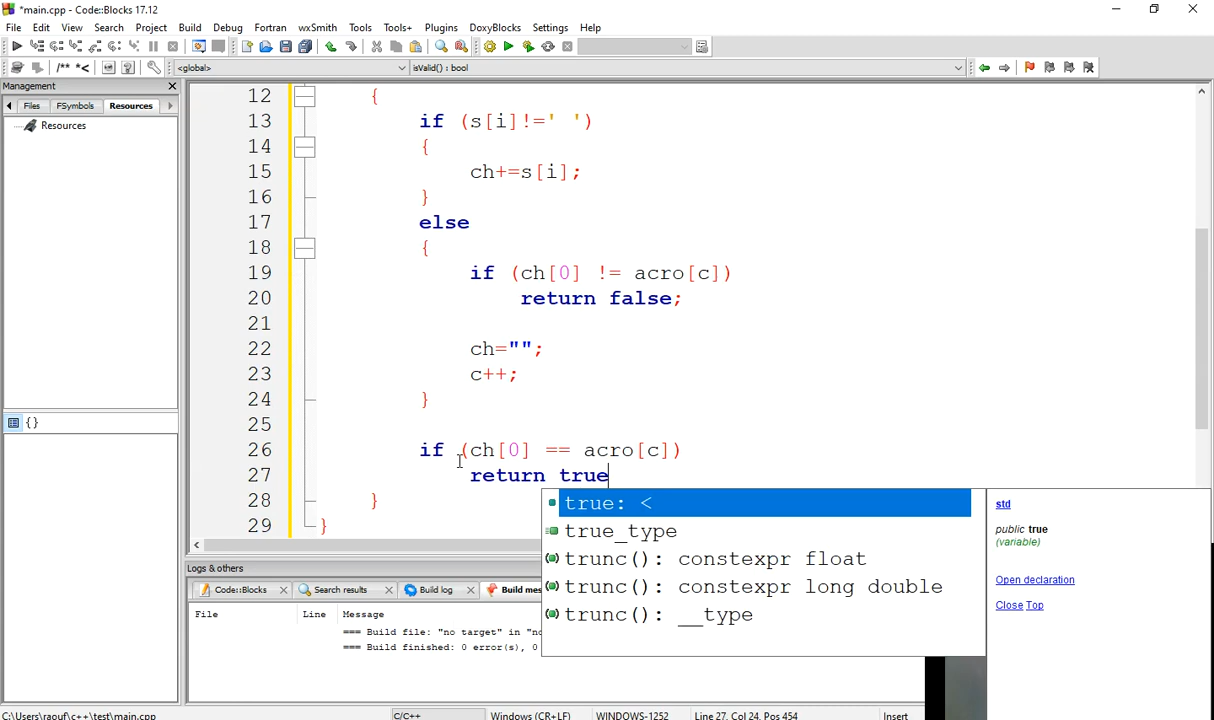 *main.cpp - Code::Blocks 17.12
File Edit View Search Project Build Debug Fortran wxSmith Tools Tools+ Plugins DoxyBlocks Settings Help
/** *<
<global> isValid() : bool
Management
Files FSymbols Resources
Resources
{ }
12 {
13 if (s[i]!=' ')
14 {
15 ch+=s[i];
16 }
17 else
18 {
19 if (ch[0] != acro[c])
20 return false;
21
22 ch="";
23 c++;
24 }
25
26 if (ch[0] == acro[c])
27 return true
28 }
29 }
true: <
true_type
trunc(): constexpr float
trunc(): constexpr long double
trunc(): __type
std
public true
(variable)
Open declaration
Close Top
Logs & others
Code::Blocks Search results Build log Build mes
File Line Message
=== Build file: "no target" in "no
=== Build finished: 0 error(s), 0
C:\Users\raouf\c++\test\main.cpp C/C++ Windows (CR+LF) WINDOWS-1252 Line 27, Col 24, Pos 454 Insert